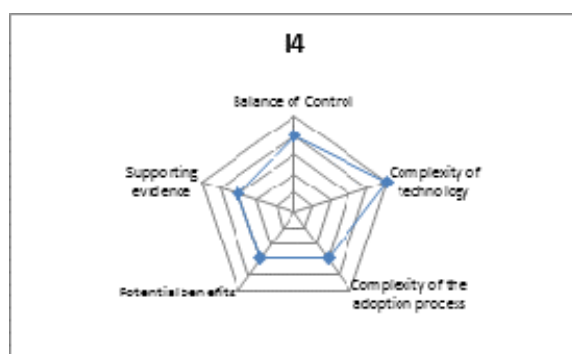 I4
Balance of Control
Supporting
evidence
Complexity of
technology
Potential benefits
Complexity of the
adoption process